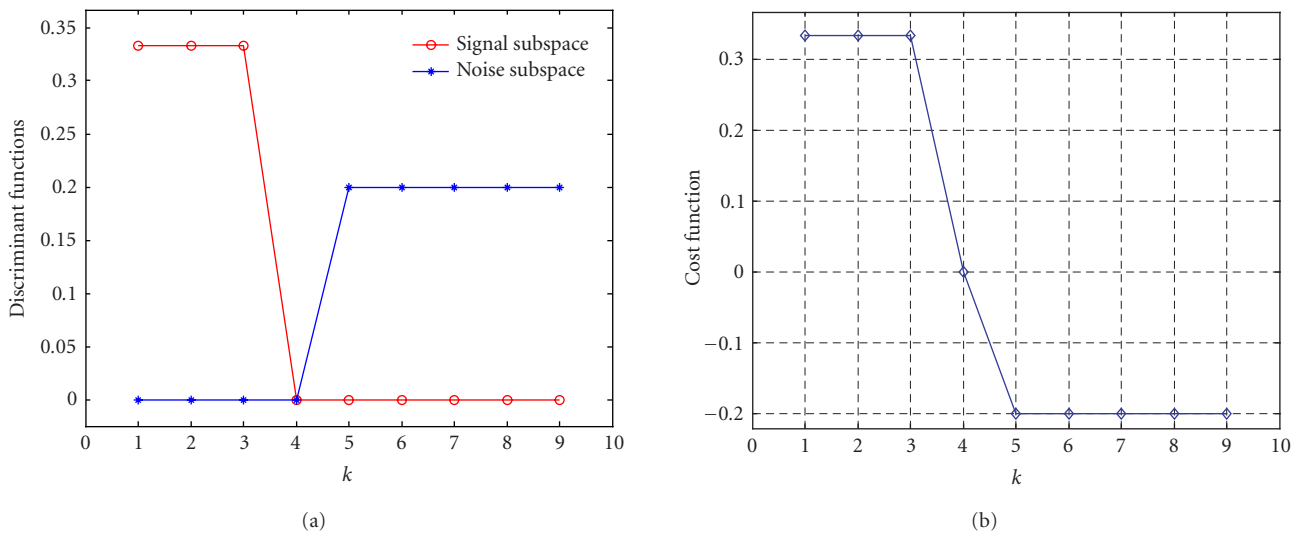 0.35
0.3
0.25
0.2
0.15
0.1
0.05
0
Discriminant functions
Signal subspace
Noise subspace
0 1 2 3 4 5 6 7 8 9 10
k
(a)
0.3
0.2
0.1
0
−0.1
−0.2
Cost function
0 1 2 3 4 5 6 7 8 9 10
k
(b)